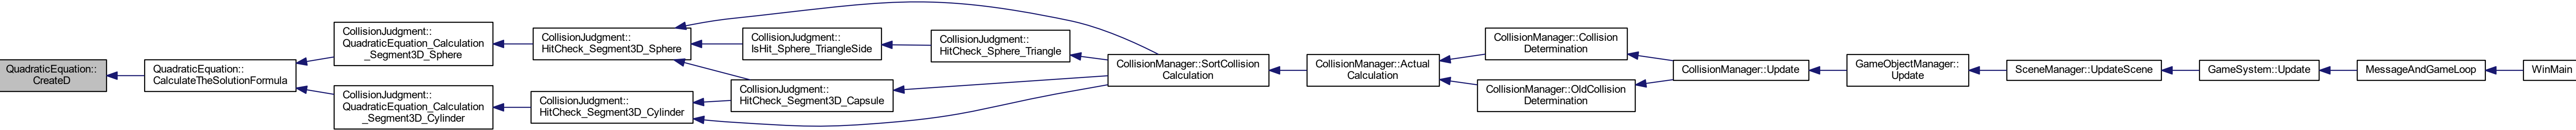 QuadraticEquation::
CreateD
QuadraticEquation::
CalculateTheSolutionFormula
CollisionJudgment::
QuadraticEquation_Calculation
_Segment3D_Sphere
CollisionJudgment::
QuadraticEquation_Calculation
_Segment3D_Cylinder
CollisionJudgment::
HitCheck_Segment3D_Sphere
CollisionJudgment::
HitCheck_Segment3D_Cylinder
CollisionJudgment::
IsHit_Sphere_TriangleSide
CollisionJudgment::
HitCheck_Segment3D_Capsule
CollisionJudgment::
HitCheck_Sphere_Triangle
CollisionManager::SortCollision
Calculation
CollisionManager::Actual
Calculation
CollisionManager::Collision
Determination
CollisionManager::OldCollision
Determination
CollisionManager::Update
GameObjectManager::
Update
SceneManager::UpdateScene
GameSystem::Update
MessageAndGameLoop
WinMain